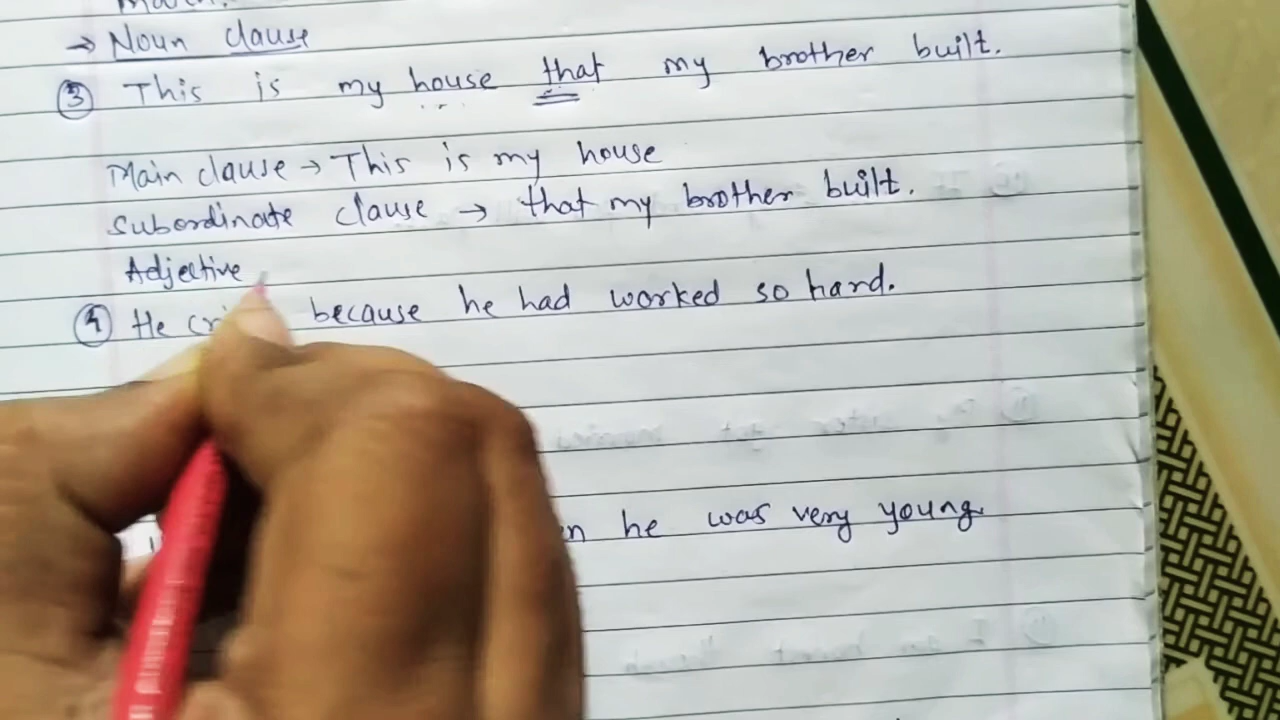 → Noun clause
③ This is my house that my brother built.
Main clause → This is my house
Subordinate clause → that my brother built.
Adjective
④ He because he had worked so hard.
he was very young